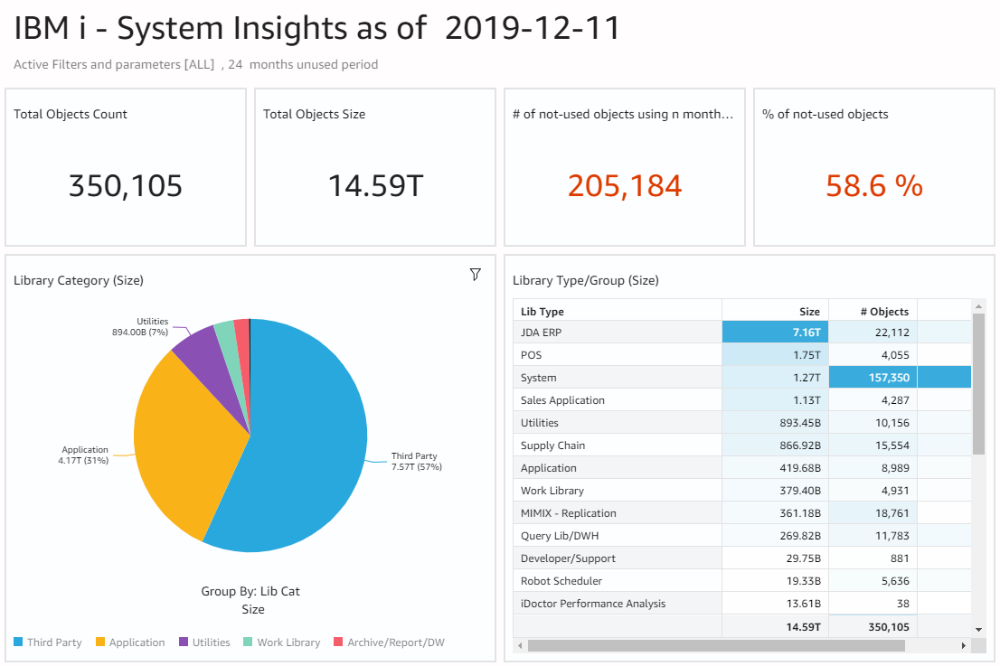 IBM i - System Insights as of 2019-12-11
Active Filters and parameters [ALL] , 24 months unused period
Total Objects Count
350,105
Total Objects Size
14.59T
# of not-used objects using n month...
205,184
% of not-used objects
58.6 %
Library Category (Size)
Utilities
894.00B (7%)
Application
4.17T (31%)
Third Party
7.57T (57%)
Group By: Lib Cat
Size
Third Party Application Utilities Work Library Archive/Report/DW
Library Type/Group (Size)
Lib Type Size # Objects
JDA ERP 7.16T 22,112
POS 1.75T 4,055
System 1.27T 157,350
Sales Application 1.13T 4,287
Utilities 893.45B 10,156
Supply Chain 866.92B 15,554
Application 419.68B 8,989
Work Library 379.40B 4,931
MIMIX - Replication 361.18B 18,761
Query Lib/DWH 269.82B 11,783
Developer/Support 29.75B 881
Robot Scheduler 19.33B 5,636
iDoctor Performance Analysis 13.61B 38
14.59T 350,105